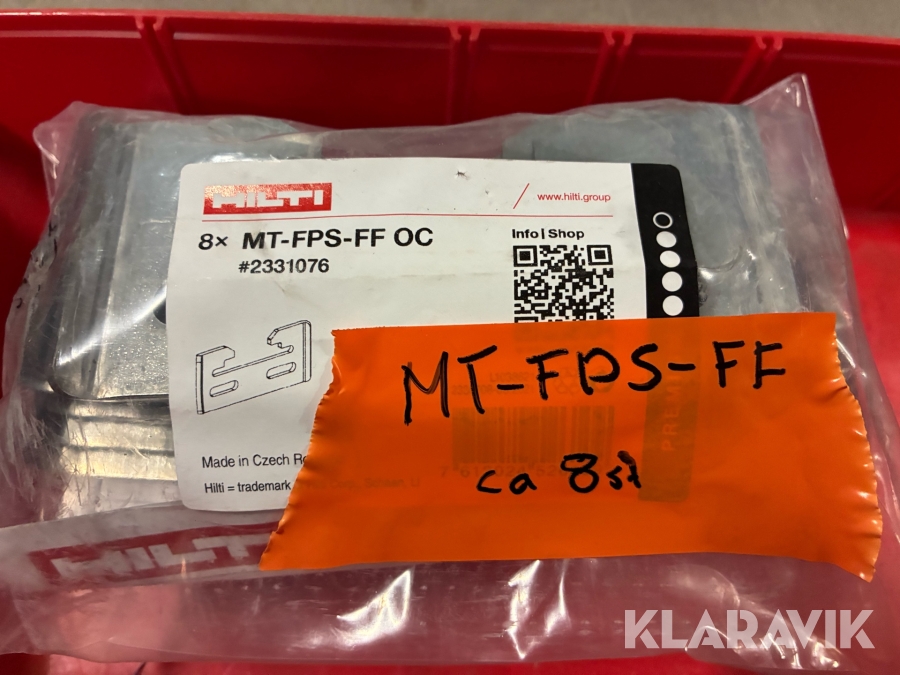 HILTI
www.hilti.group
8× MT-FPS-FF OC
#2331076
Info|Shop
MT-FPS-FF
ca 8st
Made in Czech
Hilti = trademark
HILTI
KLARAVIK